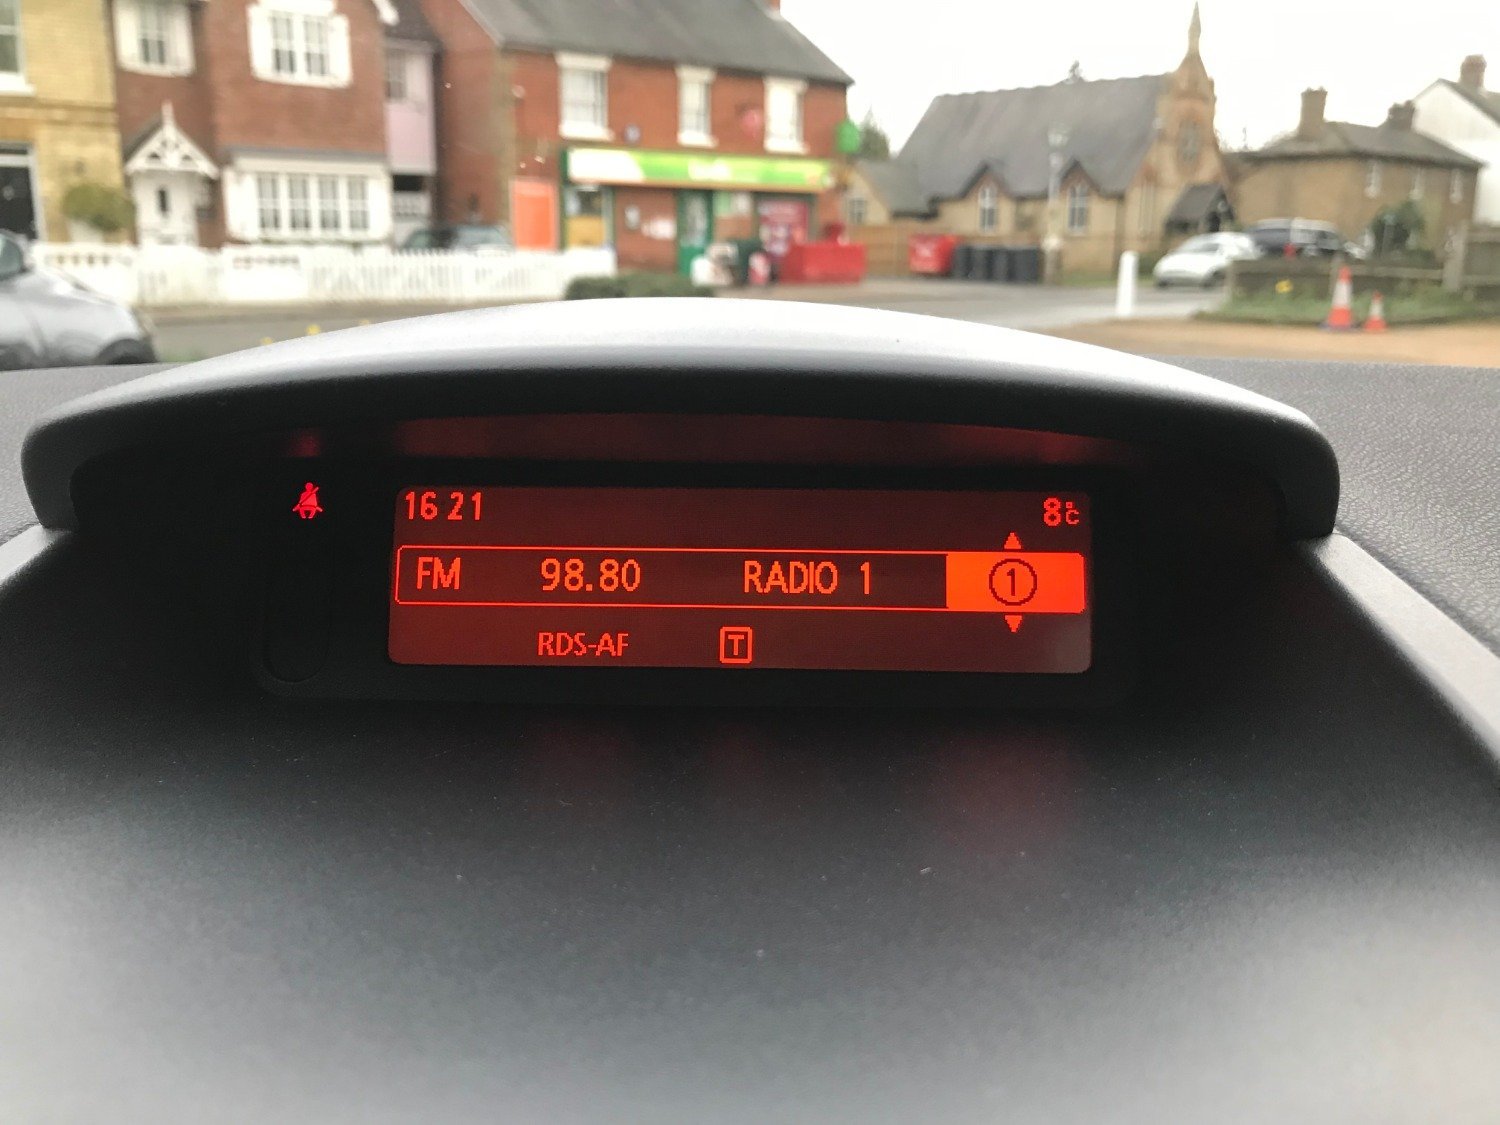 16 21 8°C
FM 98.80 RADIO 1 1
RDS-AF T